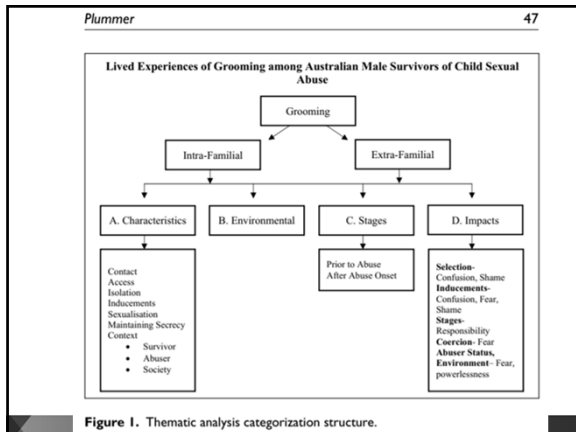 Plummer 47
Lived Experiences of Grooming among Australian Male Survivors of Child Sexual
Abuse
Grooming
Intra-Familial
Extra-Familial
A. Characteristics
B. Environmental
C. Stages
D. Impacts
Contact
Access
Isolation
Inducements
Sexualisation
Maintaining Secrecy
Context
• Survivor
• Abuser
• Society
Prior to Abuse
After Abuse Onset
Selection-
Confusion, Shame
Inducements-
Confusion, Fear,
Shame
Stages-
Responsibility
Coercion- Fear
Abuser Status,
Environment- Fear,
powerlessness
Figure 1. Thematic analysis categorization structure.